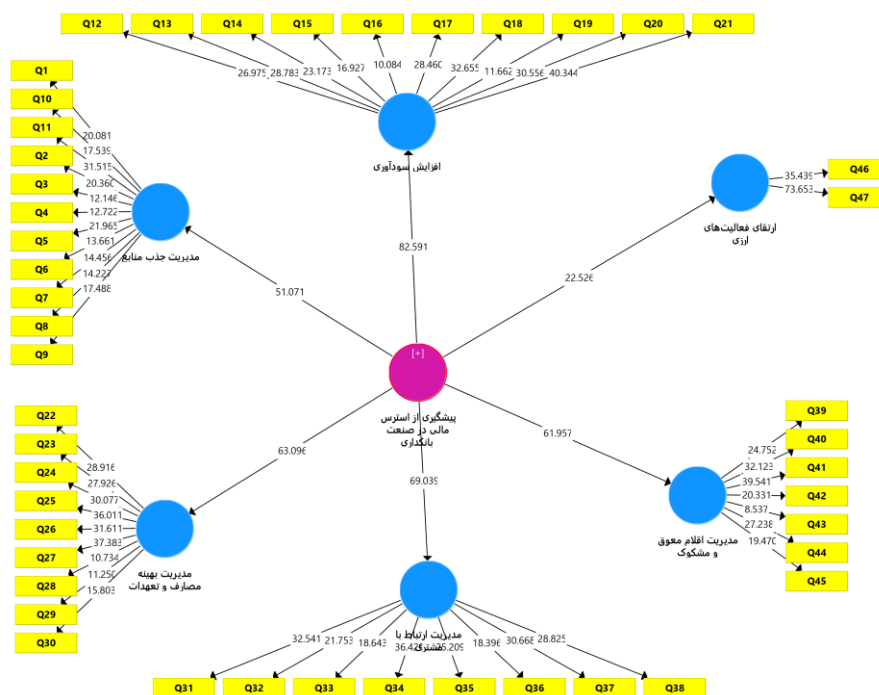 Q12 Q13 Q14 Q15 Q16 Q17 Q18 Q19 Q20 Q21
26.975 28.783 23.173 16.927 10.084 28.460 32.655 11.662 30.556 40.344
افزایش سودآوری
Q1
Q10
Q11
Q2
Q3
Q4
Q5
Q6
Q7
Q8
Q9
20.081
17.539
31.515
20.360
12.146
12.722
21.965
13.661
14.456
14.227
17.488
مدیریت جذب منابع
Q46
Q47
35.439
73.653
ارتقای فعالیت‌های
ارزی
82.591
51.071
22.526
[+]
پیشگیری از استرس
مالی در صنعت
بانکداری
63.096
69.039
61.957
Q22
Q23
Q24
Q25
Q26
Q27
Q28
Q29
Q30
28.916
27.926
30.077
36.011
31.611
37.383
10.734
11.250
15.803
مدیریت بهینه
مصارف و تعهدات
Q39
Q40
Q41
Q42
Q43
Q44
Q45
24.752
32.123
39.541
20.331
8.537
27.238
19.470
مدیریت اقلام معوق
و مشکوک
مدیریت ارتباط با
مشتری
32.541 21.753 18.643 18.396 30.668 28.825
Q31 Q32 Q33 Q34 Q35 Q36 Q37 Q38